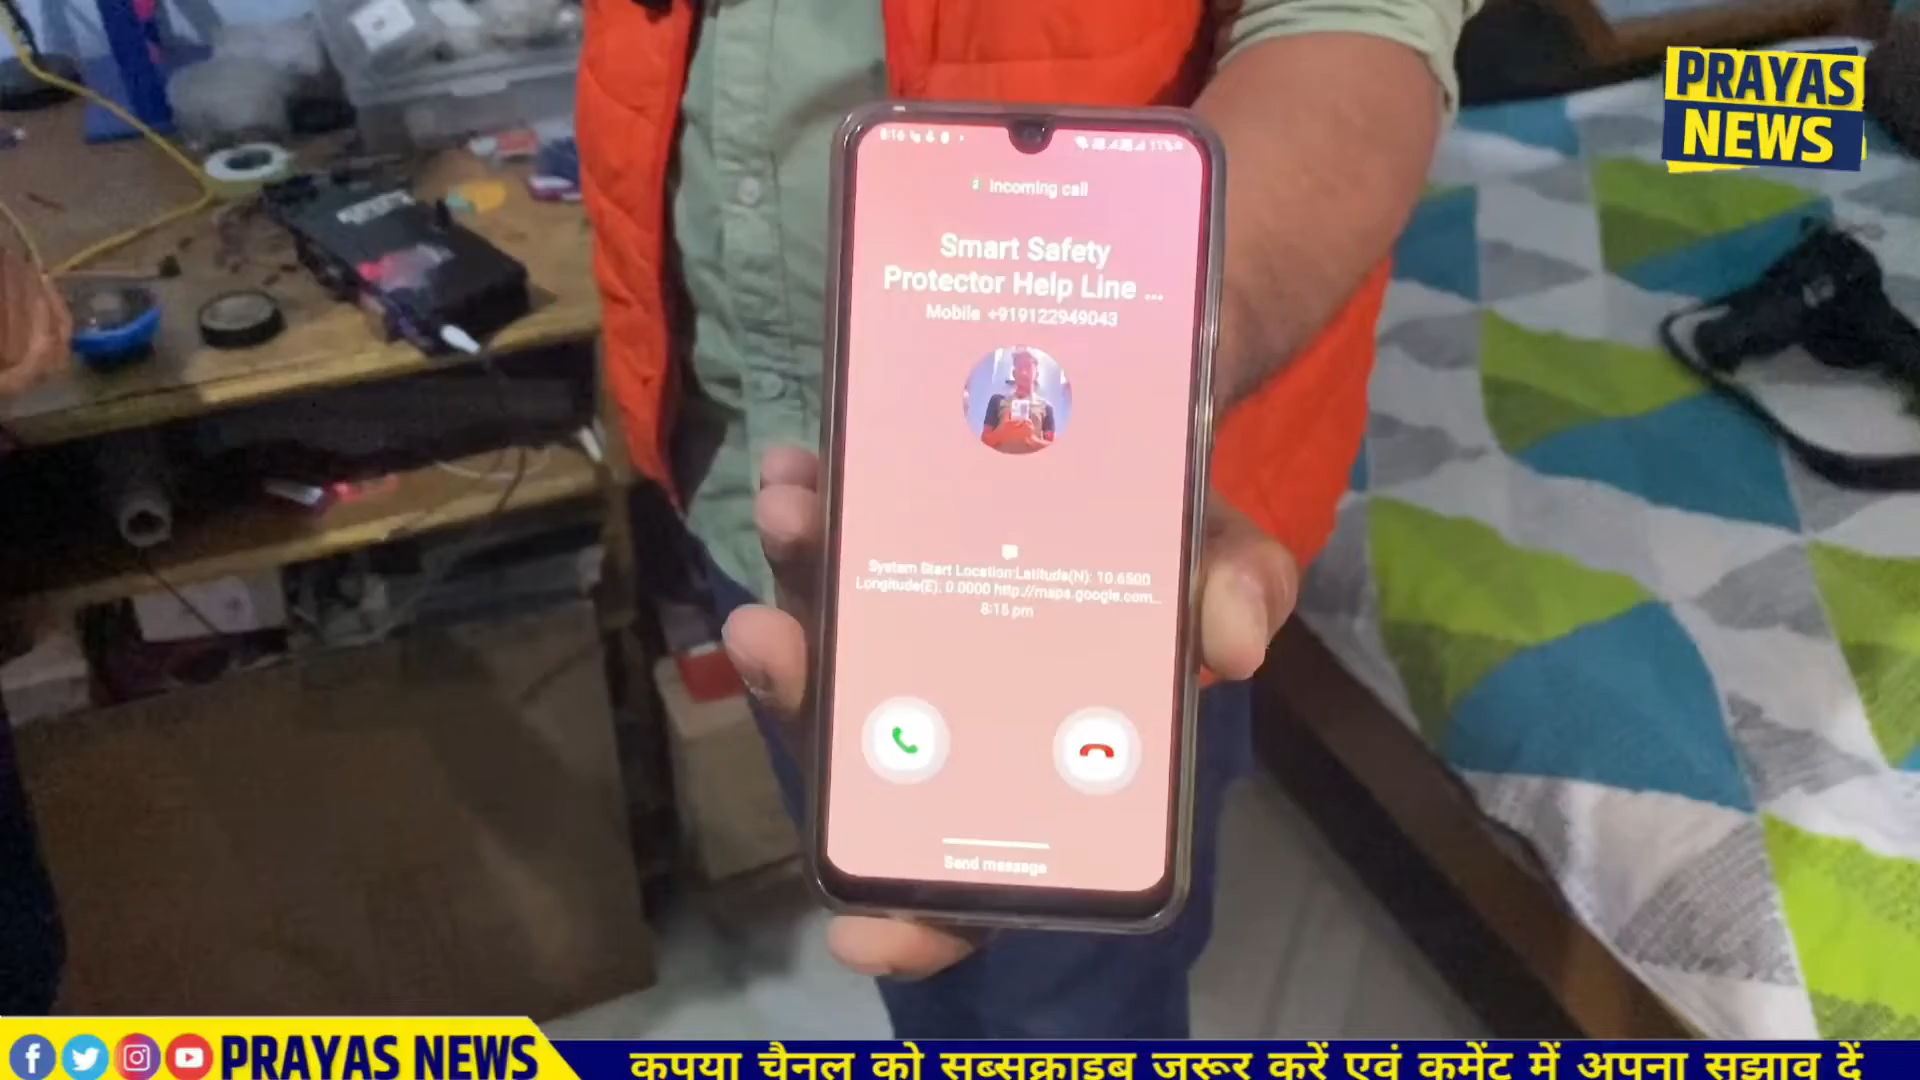 PRAYAS
NEWS
8:16
Incoming call
Smart Safety
Protector Help Line ...
Mobile +919122949043
System Start Location:Latitude(N): 10.6500
Longitude(E): 0.0000 http://maps.google.com...
8:15 pm
Send message
PRAYAS NEWS
कृपया चैनल को सब्सक्राइब जरूर करें एवं कमेंट में अपना सुझाव दें